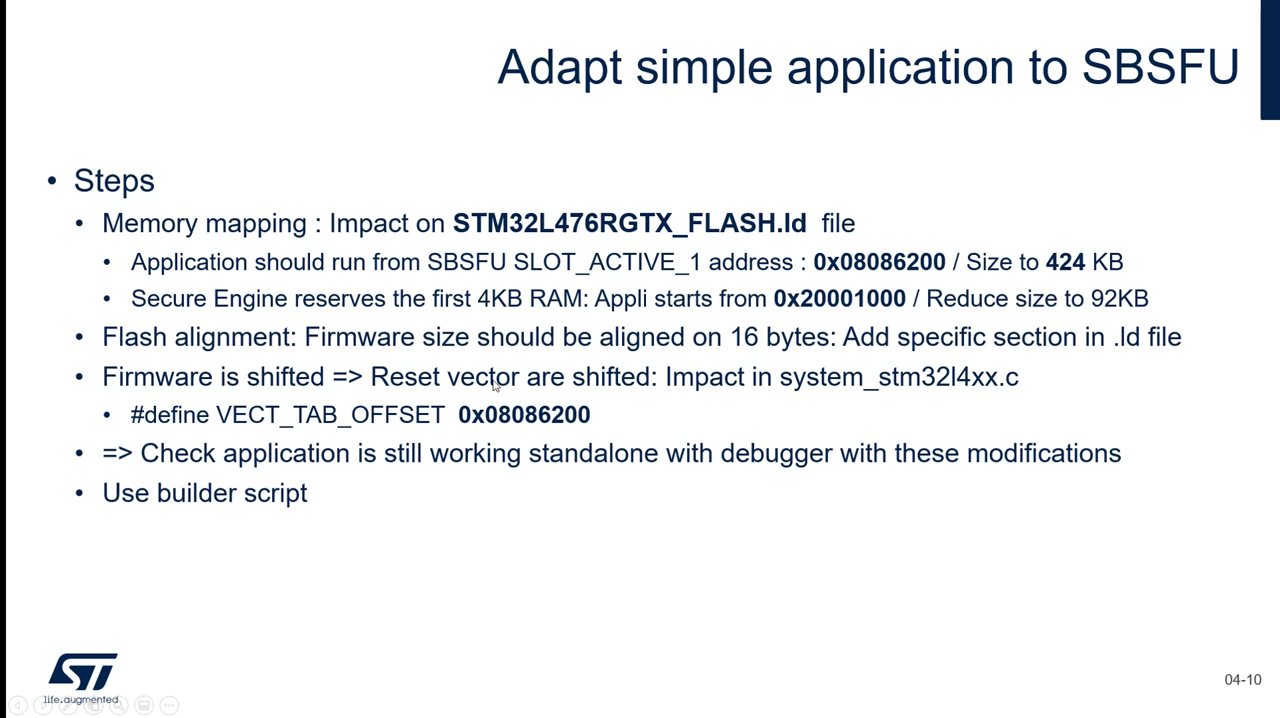 Adapt simple application to SBSFU
• Steps
• Memory mapping : Impact on STM32L476RGTX_FLASH.ld file
• Application should run from SBSFU SLOT_ACTIVE_1 address : 0x08086200 / Size to 424 KB
• Secure Engine reserves the first 4KB RAM: Appli starts from 0x20001000 / Reduce size to 92KB
• Flash alignment: Firmware size should be aligned on 16 bytes: Add specific section in .ld file
• Firmware is shifted => Reset vector are shifted: Impact in system_stm32l4xx.c
• #define VECT_TAB_OFFSET 0x08086200
• => Check application is still working standalone with debugger with these modifications
• Use builder script
ST
life.augmented
04-10